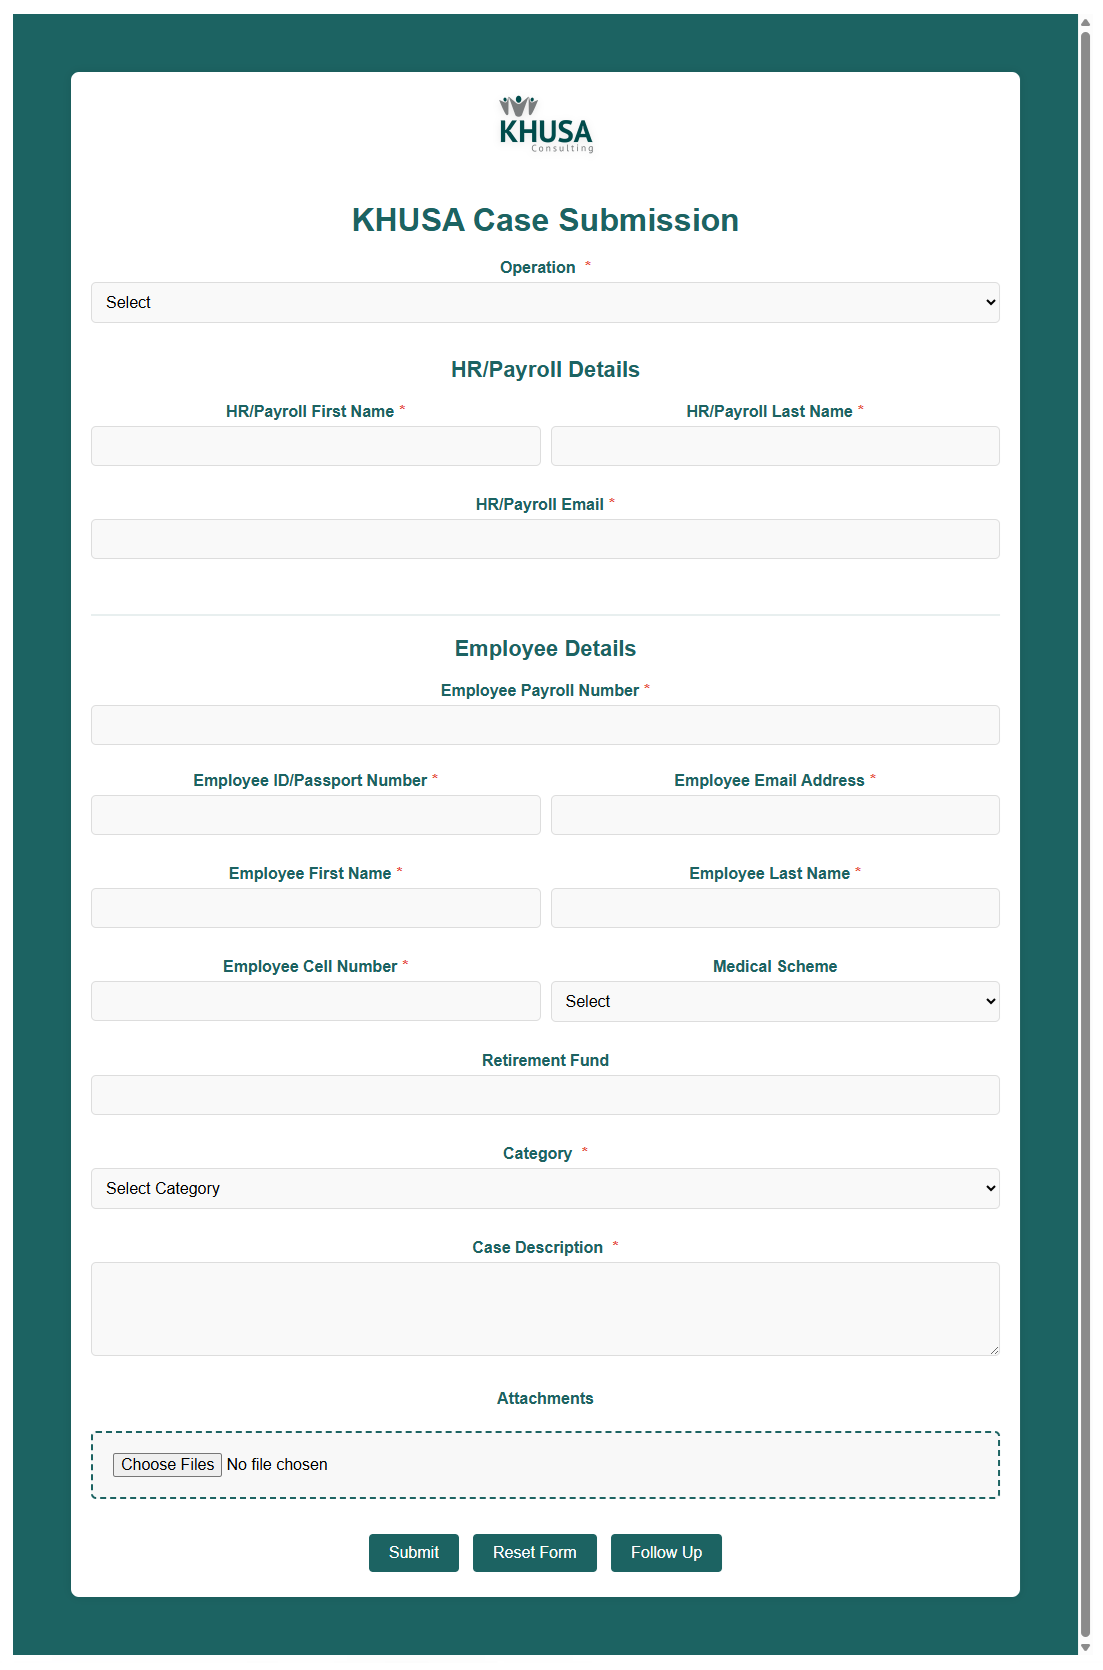 KHUSA
Consulting
KHUSA Case Submission
Operation *
Select
HR/Payroll Details
HR/Payroll First Name * HR/Payroll Last Name *
HR/Payroll Email *
Employee Details
Employee Payroll Number *
Employee ID/Passport Number * Employee Email Address *
Employee First Name * Employee Last Name *
Employee Cell Number * Medical Scheme
Select
Retirement Fund
Category *
Select Category
Case Description *
Attachments
Choose Files No file chosen
Submit Reset Form Follow Up